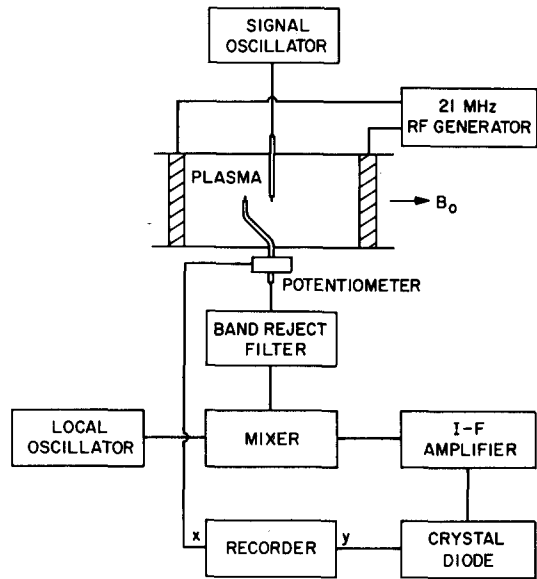 SIGNAL
OSCILLATOR
21 MHz
RF GENERATOR
PLASMA
B₀
POTENTIOMETER
BAND REJECT
FILTER
LOCAL
OSCILLATOR
MIXER
I-F
AMPLIFIER
x
RECORDER
y
CRYSTAL
DIODE